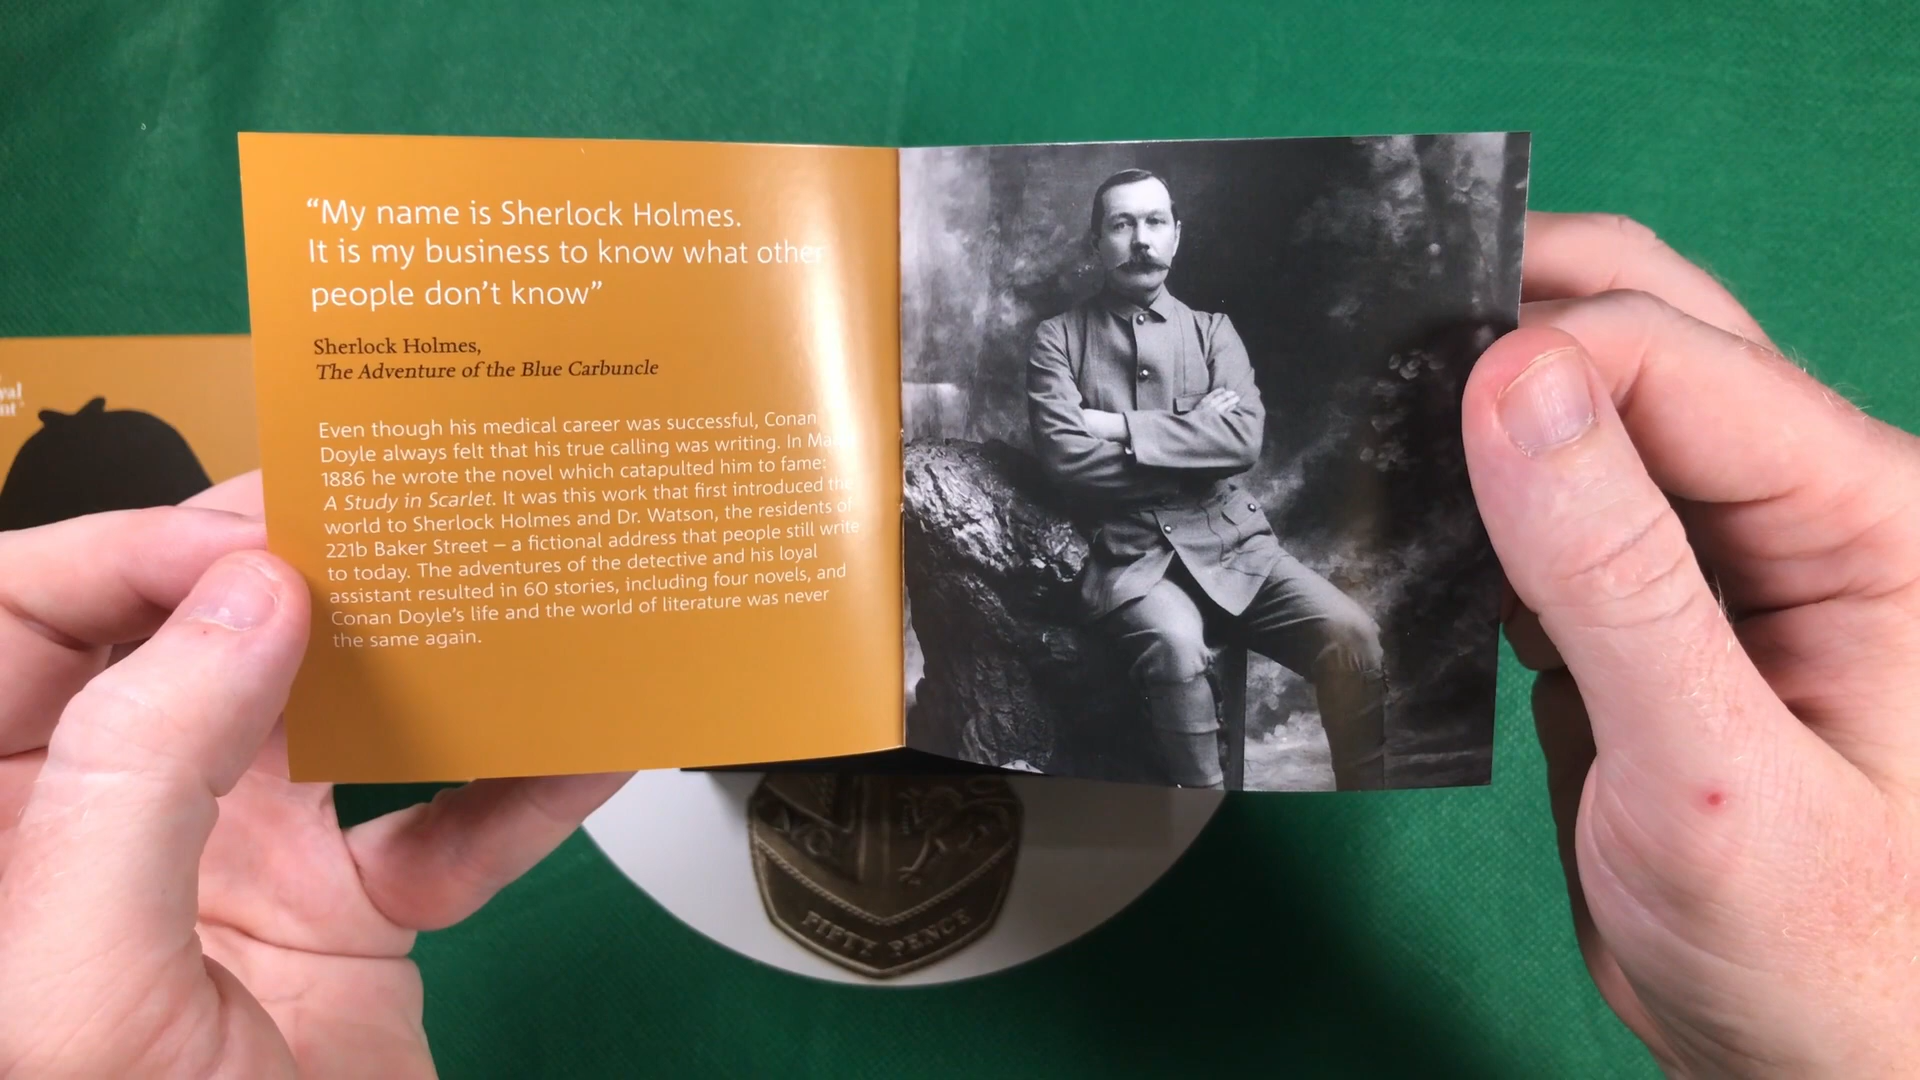 “My name is Sherlock Holmes.
It is my business to know what other
people don’t know”
Sherlock Holmes,
The Adventure of the Blue Carbuncle
Even though his medical career was successful, Conan
Doyle always felt that his true calling was writing. In
1886 he wrote the novel which catapulted him to fame:
A Study in Scarlet. It was this work that first introduced the
world to Sherlock Holmes and Dr. Watson, the residents of
221b Baker Street – a fictional address that people still write
to today. The adventures of the detective and his loyal
assistant resulted in 60 stories, including four novels, and
Conan Doyle’s life and the world of literature was never
the same again.
FIFTY PENCE